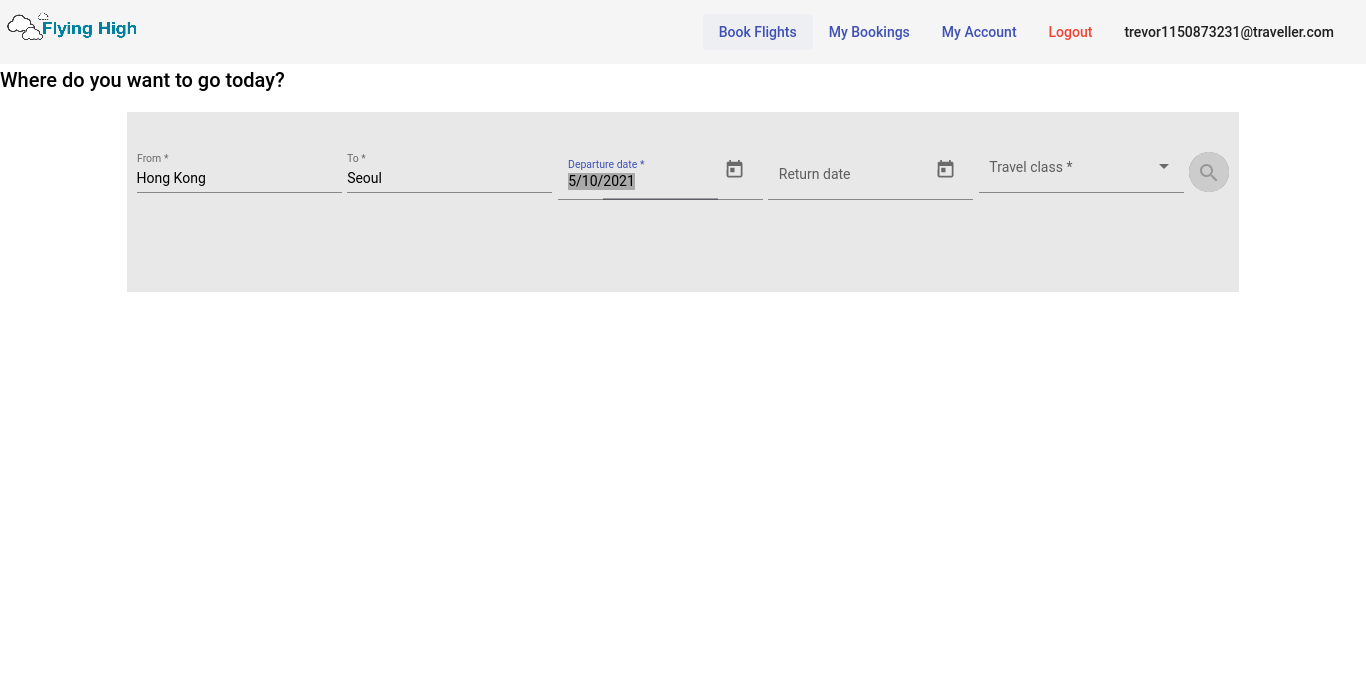 Flying High
Book Flights
My Bookings
My Account
Logout
trevor1150873231@traveller.com
Where do you want to go today?
From *
Hong Kong
To *
Seoul
Departure date *
5/10/2021
Return date
Travel class *